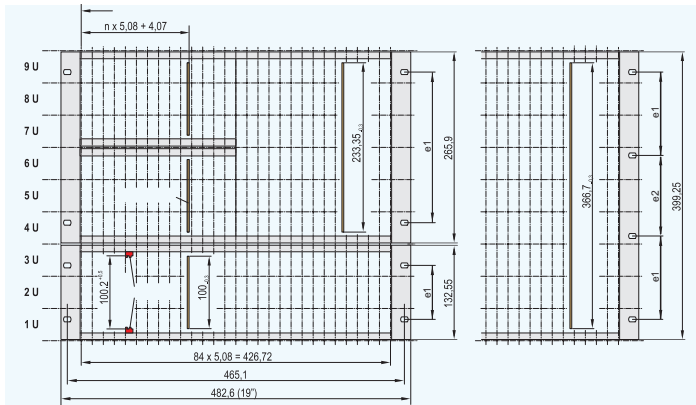 n x 5,08 + 4,07
9 U
8 U
7 U
6 U
5 U
4 U
3 U
2 U
1 U
233,35
e1
265,9
100,2
100
e1
132,55
366,7
e1
e2
e1
399,25
84 x 5,08 = 426,72
465,1
482,6 (19")